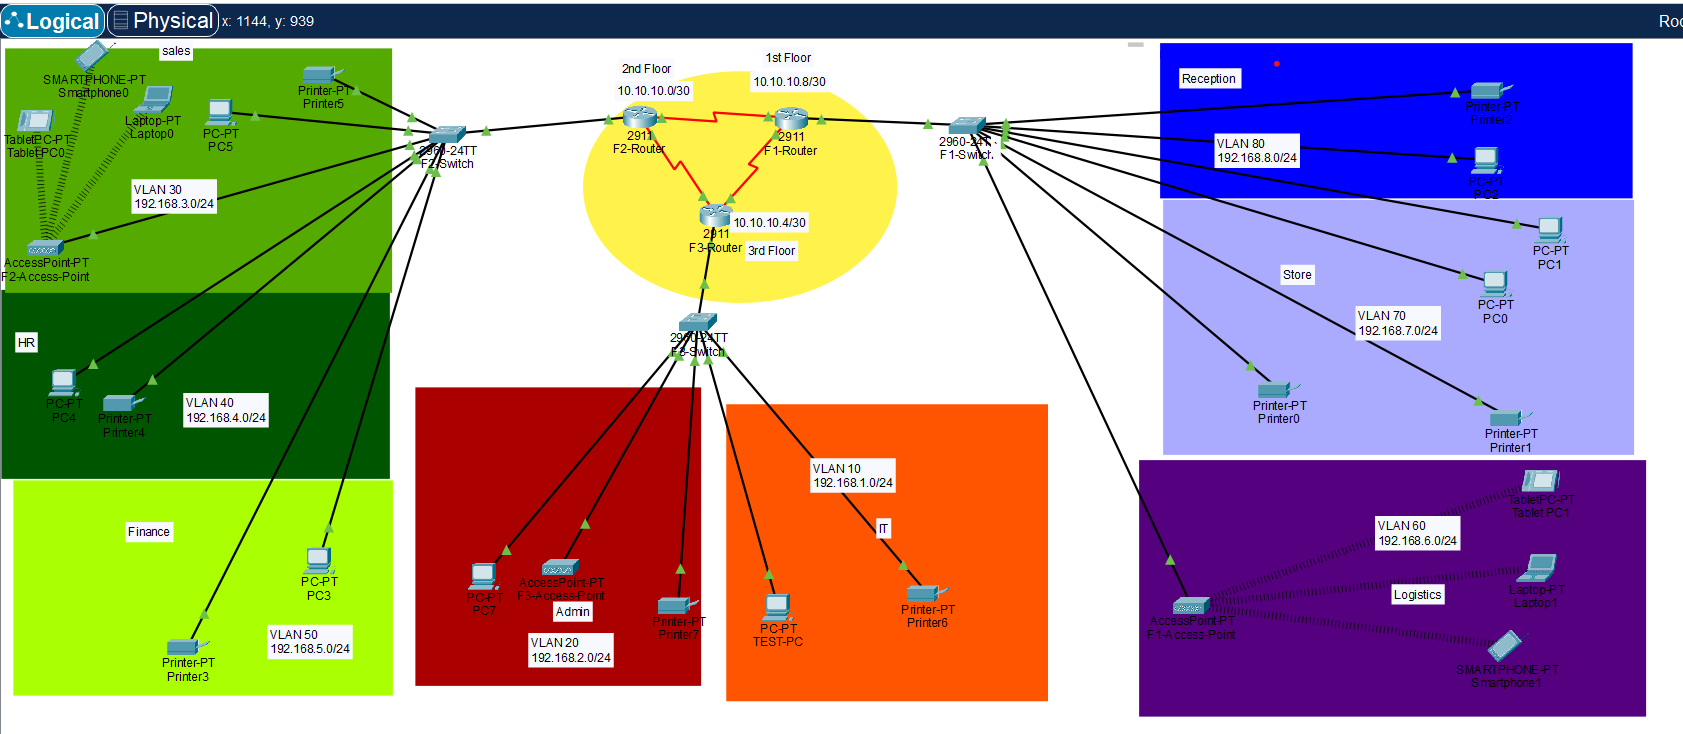 Logical
Physical
x: 1144, y: 939
Roo
sales
SMARTPHONE-PT
Smartphone0
TabletPC-PT
Tablet PC0
Laptop-PT
Laptop0
PC-PT
PC5
Printer-PT
Printer5
VLAN 30
192.168.3.0/24
AccessPoint-PT
F2-Access-Point
2960-24TT
F2-Switch
2nd Floor
10.10.10.0/30
1st Floor
10.10.10.8/30
2911
F2-Router
2911
F1-Router
2911
F3-Router
10.10.10.4/30
3rd Floor
2960-24TT
F1-Switch
Reception
Printer-PT
Printer2
VLAN 80
192.168.8.0/24
PC-PT
PC2
PC-PT
PC1
Store
PC-PT
PC0
VLAN 70
192.168.7.0/24
Printer-PT
Printer0
Printer-PT
Printer1
HR
PC-PT
PC4
Printer-PT
Printer4
VLAN 40
192.168.4.0/24
2960-24TT
F3-Switch
Finance
PC-PT
PC3
Printer-PT
Printer3
VLAN 50
192.168.5.0/24
PC-PT
PC7
AccessPoint-PT
F3-Access-Point
Admin
VLAN 20
192.168.2.0/24
Printer-PT
Printer7
VLAN 10
192.168.1.0/24
IT
PC-PT
TEST-PC
Printer-PT
Printer6
TabletPC-PT
Tablet PC1
VLAN 60
192.168.6.0/24
Laptop-PT
Laptop1
Logistics
AccessPoint-PT
F1-Access-Point
SMARTPHONE-PT
Smartphone1